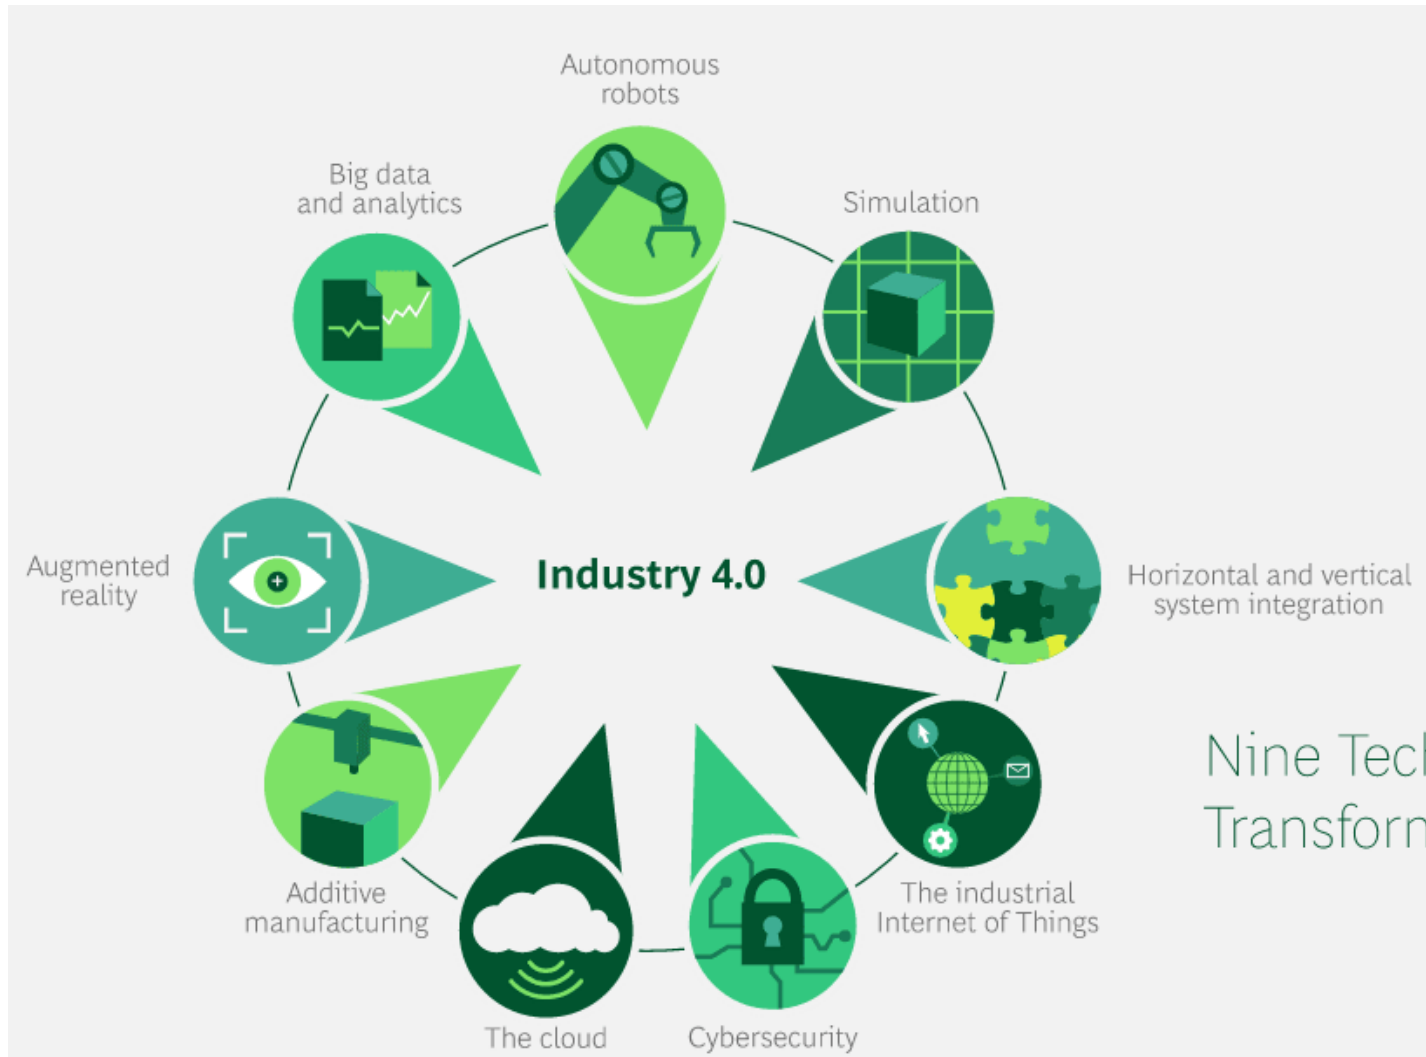 Autonomous
robots
Big data
and analytics
Simulation
Augmented
reality
Industry 4.0
Horizontal and vertical
system integration
Nine
Additive
manufacturing
The industrial
Internet of Things
The cloud
Cybersecurity